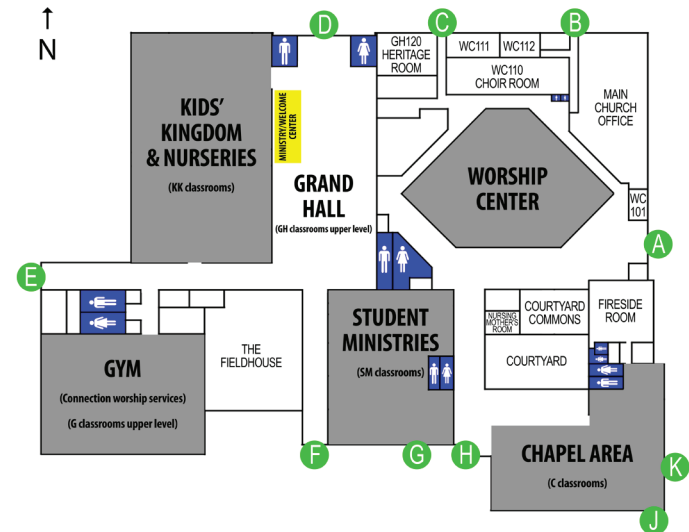 N
D
C
B
GH120
HERITAGE
ROOM
WC111
WC112
WC110
CHOIR ROOM
MAIN
CHURCH
OFFICE
KIDS'
KINGDOM
& NURSERIES
(KK classrooms)
MINISTRY/WELCOME
CENTER
GRAND
HALL
(GH classrooms upper level)
WORSHIP
CENTER
WC
101
A
E
STUDENT
MINISTRIES
(SM classrooms)
NURSING
MOTHER'S
ROOM
COURTYARD
COMMONS
COURTYARD
FIRESIDE
ROOM
THE
FIELDHOUSE
GYM
(Connection worship services)
(G classrooms upper level)
F
G
H
CHAPEL AREA
(C classrooms)
K
J